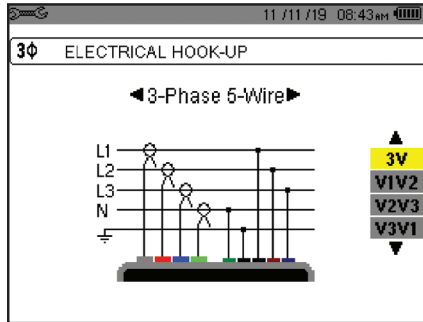 11/11/19 08:43AM
3Φ ELECTRICAL HOOK-UP
◄3-Phase 5-Wire►
L1
L2
L3
N
3V
V1V2
V2V3
V3V1